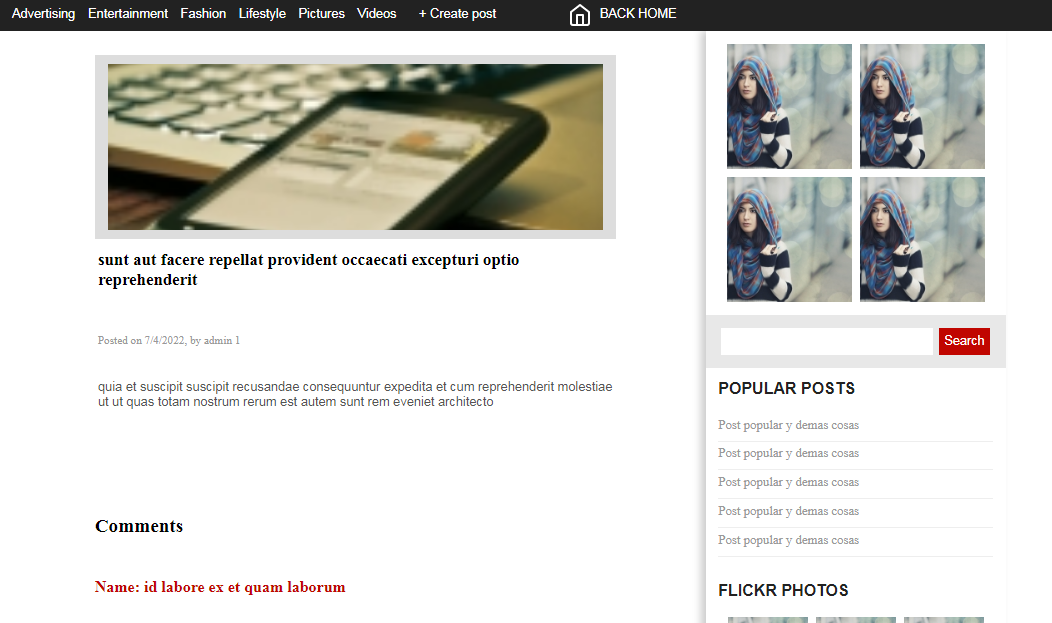 Advertising Entertainment Fashion Lifestyle Pictures Videos + Create post BACK HOME
sunt aut facere repellat provident occaecati excepturi optio
reprehenderit
Posted on 7/4/2022, by admin 1
quia et suscipit suscipit recusandae consequuntur expedita et cum reprehenderit molestiae
ut ut quas totam nostrum rerum est autem sunt rem eveniet architecto
Comments
Name: id labore ex et quam laborum
Search
POPULAR POSTS
Post popular y demas cosas
Post popular y demas cosas
Post popular y demas cosas
Post popular y demas cosas
Post popular y demas cosas
FLICKR PHOTOS